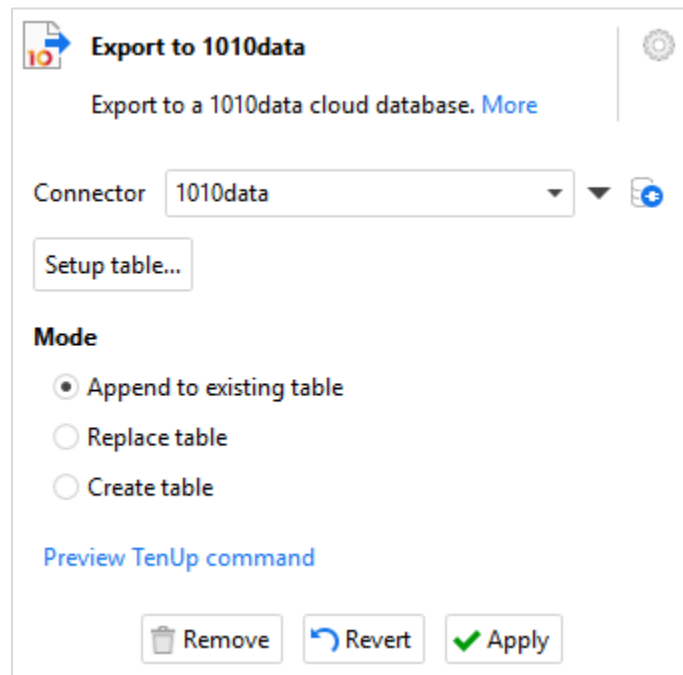 10
Export to 1010data
Export to a 1010data cloud database. More
Connector 1010data
Setup table...
Mode
Append to existing table
Replace table
Create table
Preview TenUp command
Remove Revert Apply